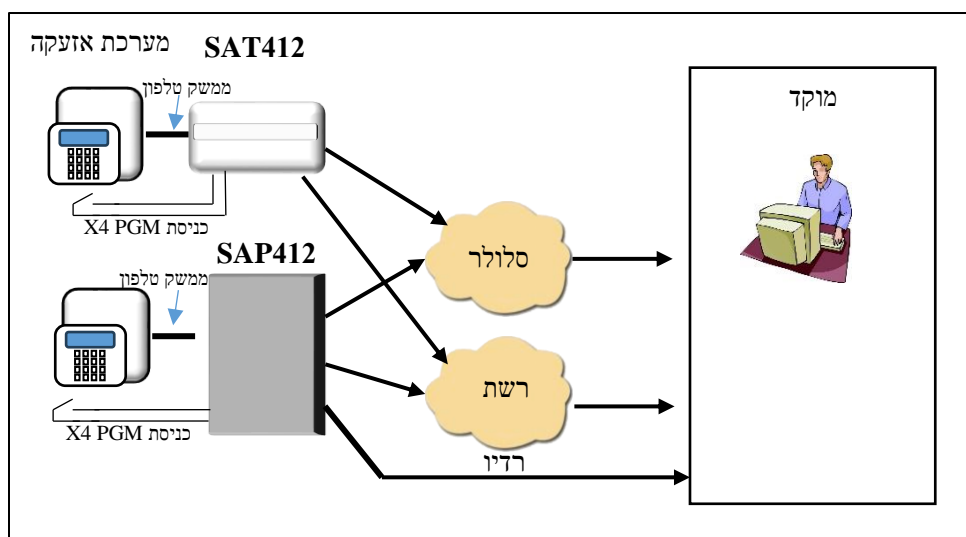 מערכת אזעקה
SAT412
ממשק טלפון
מוקד
כניסת X4 PGM
סלולר
SAP412
ממשק טלפון
רשת
כניסת X4 PGM
רדיו